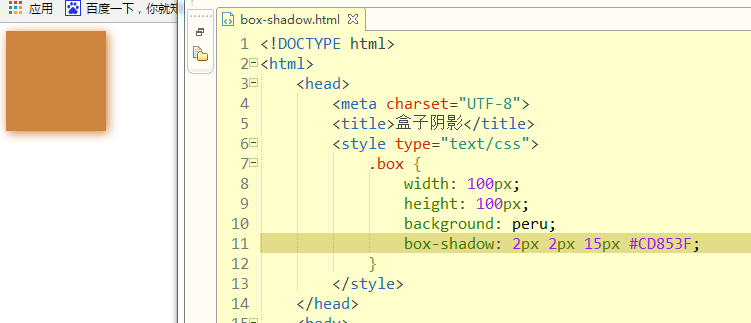 应用 百度一下，你就知
box-shadow.html
1 <!DOCTYPE html>
2 <html>
3 <head>
4 <meta charset="UTF-8">
5 <title>盒子阴影</title>
6 <style type="text/css">
7 .box {
8 width: 100px;
9 height: 100px;
10 background: peru;
11 box-shadow: 2px 2px 15px #CD853F;
12 }
13 </style>
14 </head>
15 <body>